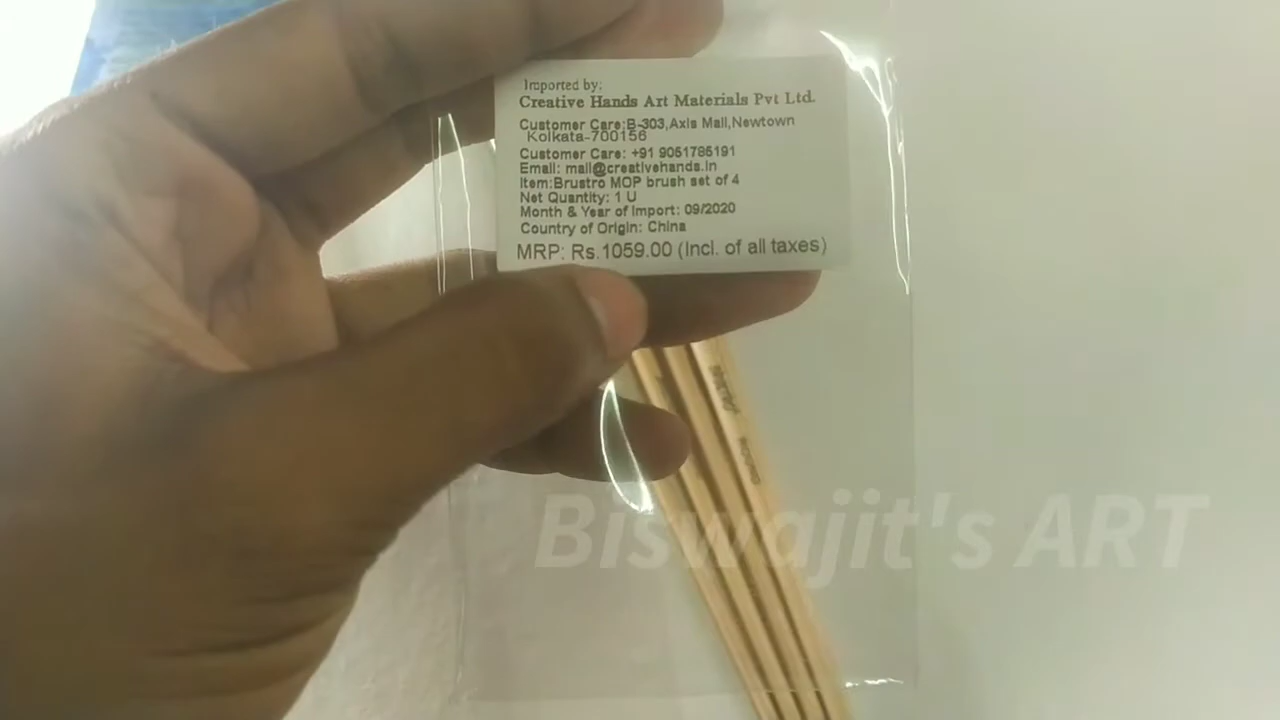 Imported by:
Creative Hands Art Materials Pvt Ltd.
Customer Care:B-303,Axis Mall,Newtown
Kolkata-700156
Customer Care: +91 9051785191
Email: mail@creativehands.in
Item:Brustro MOP brush set of 4
Net Quantity: 1 U
Month & Year of Import: 09/2020
Country of Origin: China
MRP: Rs.1059.00 (Incl. of all taxes)
Biswajit's ART